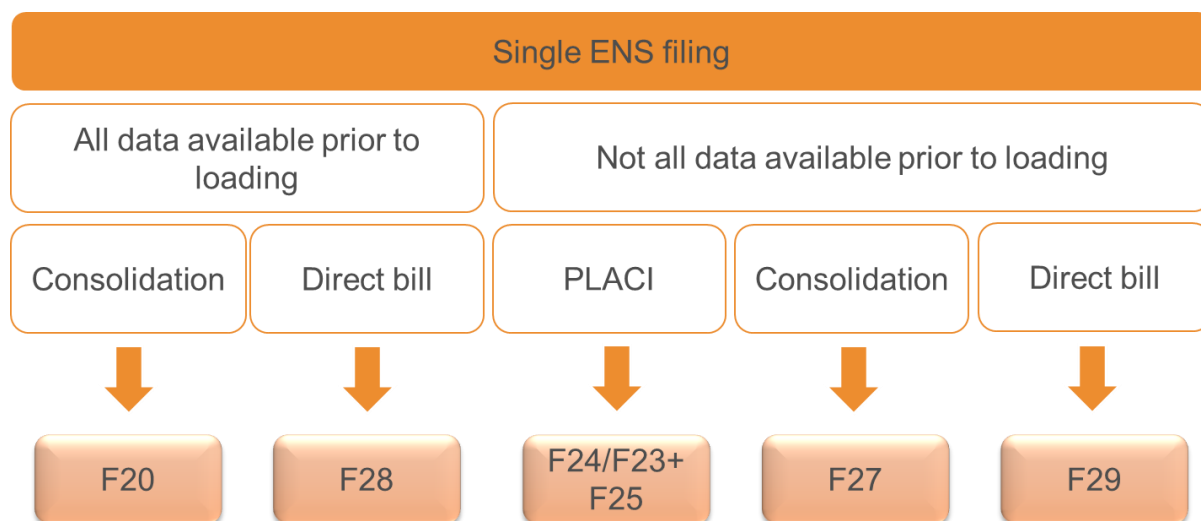 Single ENS filing
All data available prior to
loading
Not all data available prior to loading
Consolidation
Direct bill
PLACI
Consolidation
Direct bill
F20
F28
F24/F23+
F25
F27
F29